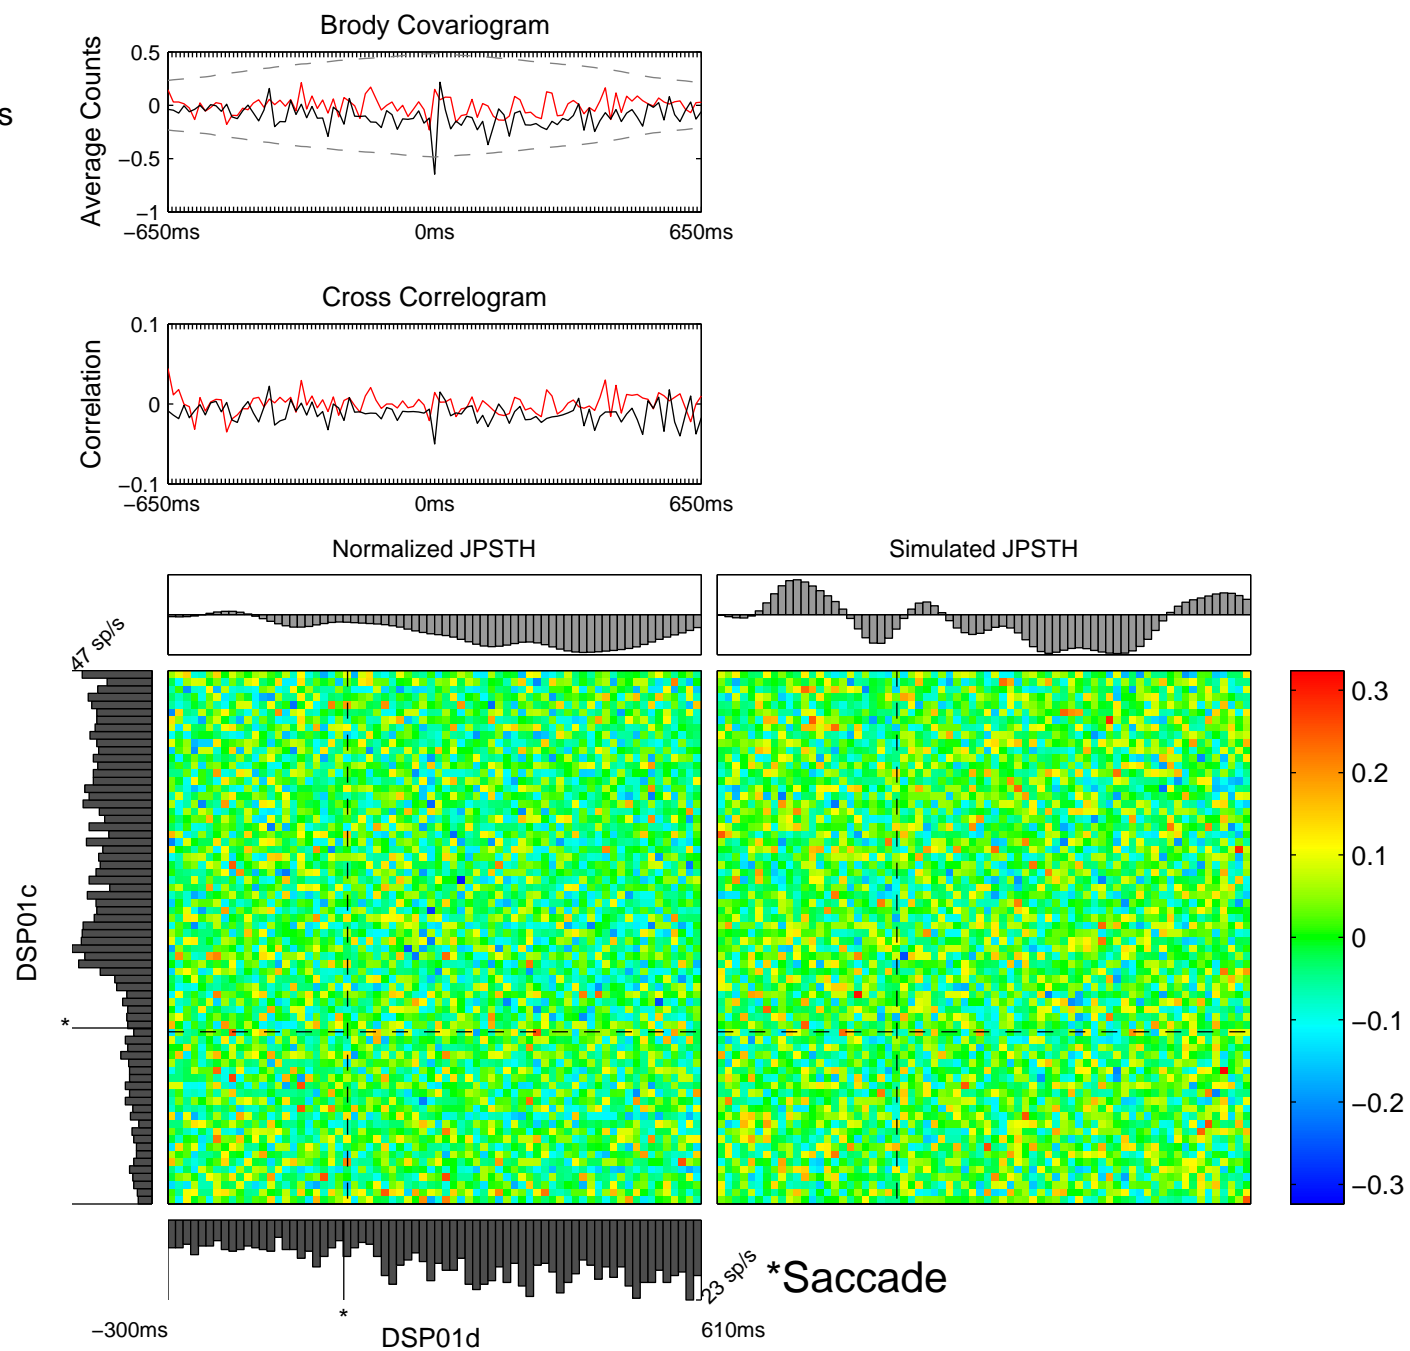 Brody Covariogram
s
Average Counts
0.5
0
−0.5
−1
−650ms 0ms 650ms
Cross Correlogram
Correlation
0.1
0
−0.1
−650ms 0ms 650ms
Normalized JPSTH Simulated JPSTH
47 sp/s
DSP01c
*
0.3
0.2
0.1
0
−0.1
−0.2
−0.3
23 sp/s
*Saccade
*
−300ms DSP01d 610ms